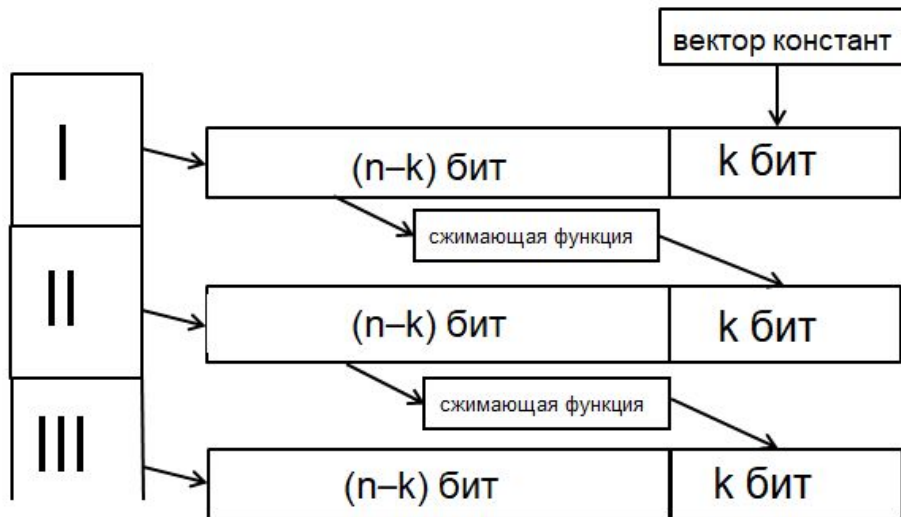 вектор констант
I
(n–k) бит
k бит
сжимающая функция
II
(n–k) бит
k бит
сжимающая функция
III
(n–k) бит
k бит